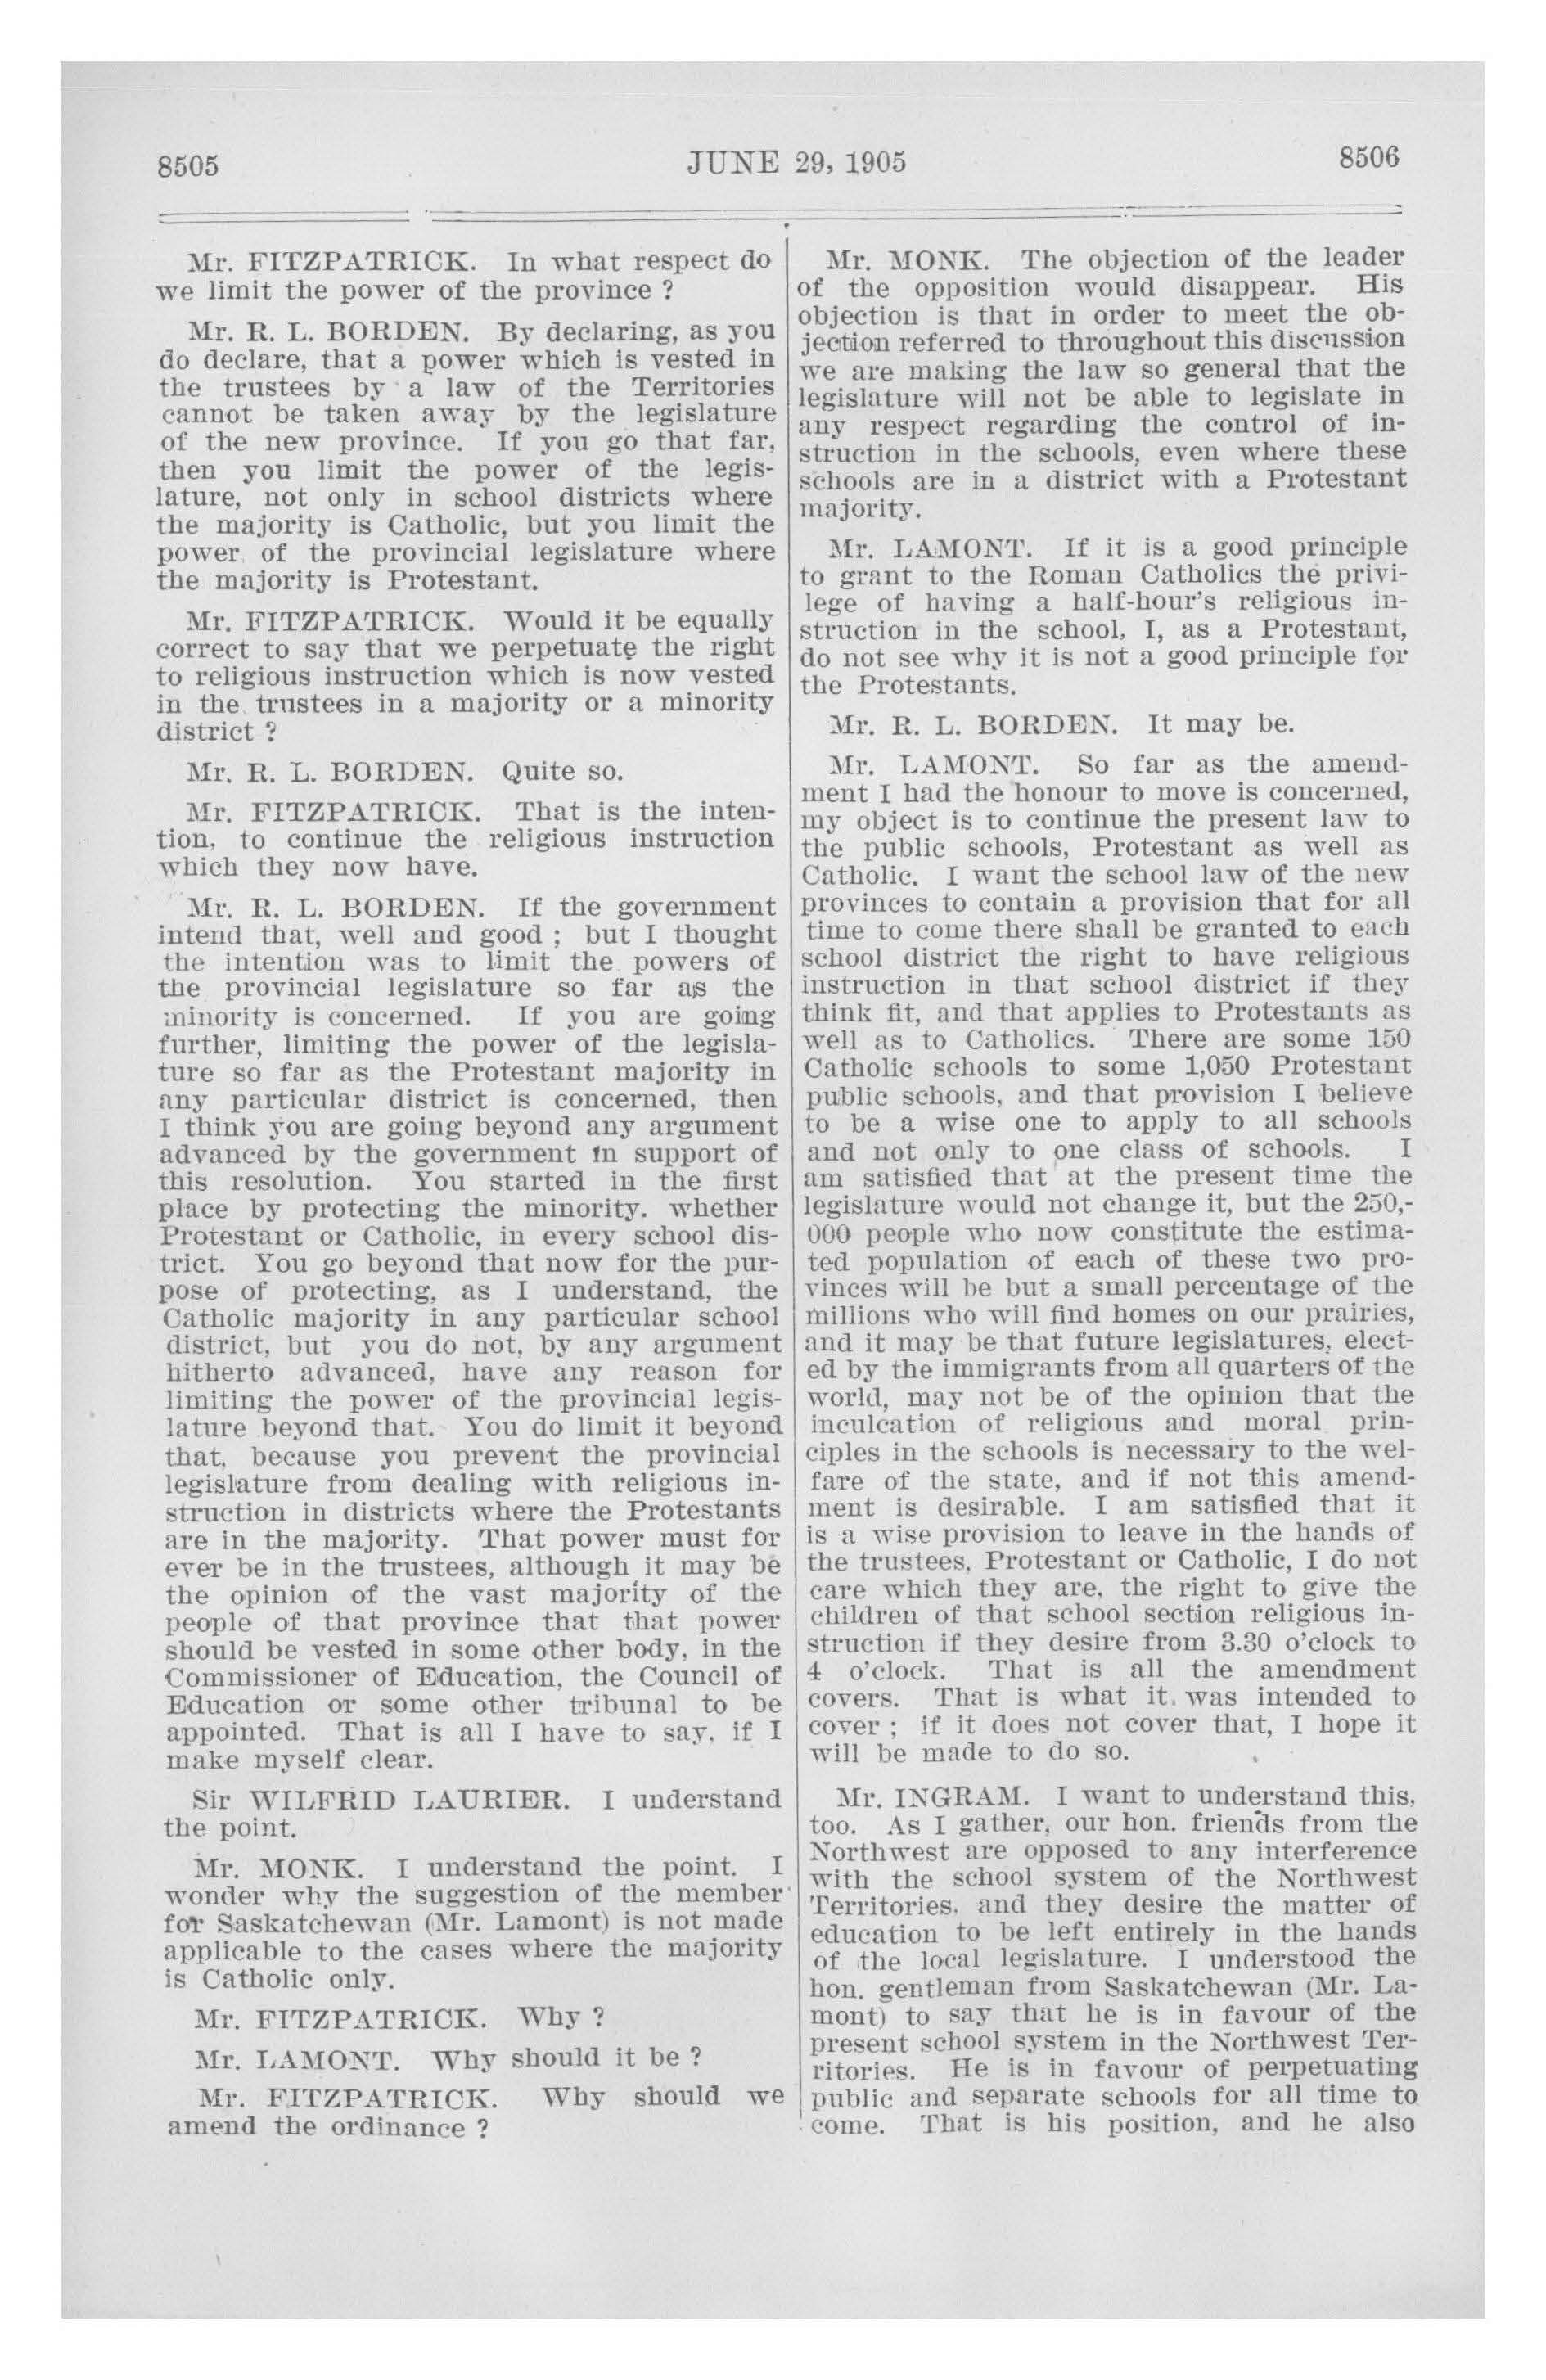 8505
JUNE 29, 1905
8506
Mr. FITZPATRICK. In what respect do
we limit the power of the province ?
Mr. R. L. BORDEN. By declaring, as you
do declare, that a power which is vested in
the trustees by a law of the Territories
cannot be taken away by the legislature
of the new province. If you go that far,
then you limit the power of the legis-
lature, not only in school districts where
the majority is Catholic, but you limit the
power of the provincial legislature where
the majority is Protestant.
Mr. FITZPATRICK. Would it be equally
correct to say that we perpetuate the right
to religious instruction which is now vested
in the trustees in a majority or a minority
district ?
Mr. R. L. BORDEN. Quite so.
Mr. FITZPATRICK. That is the inten-
tion, to continue the religious instruction
which they now have.
Mr. R. L. BORDEN. If the government
intend that, well and good ; but I thought
the intention was to limit the powers of
the provincial legislature so far as the
minority is concerned. If you are going
further, limiting the power of the legisla-
ture so far as the Protestant majority in
any particular district is concerned, then
I think you are going beyond any argument
advanced by the government in support of
this resolution. You started in the first
place by protecting the minority. whether
Protestant or Catholic, in every school dis-
trict. You go beyond that now for the pur-
pose of protecting, as I understand, the
Catholic majority in any particular school
district, but you do not, by any argument
hitherto advanced, have any reason for
limiting the power of the provincial legis-
lature beyond that. You do limit it beyond
that, because you prevent the provincial
legislature from dealing with religious in-
struction in districts where the Protestants
are in the majority. That power must for
ever be in the trustees, although it may be
the opinion of the vast majority of the
people of that province that that power
should be vested in some other body, in the
Commissioner of Education, the Council of
Education or some other tribunal to be
appointed. That is all I have to say, if I
make myself clear.
Sir WILFRID LAURIER. I understand
the point.
Mr. MONK. I understand the point. I
wonder why the suggestion of the member
for Saskatchewan (Mr. Lamont) is not made
applicable to the cases where the majority
is Catholic only.
Mr. FITZPATRICK. Why ?
Mr. LAMONT. Why should it be ?
Mr. FITZPATRICK. Why should we
amend the ordinance ?
Mr. MONK. The objection of the leader
of the opposition would disappear. His
objection is that in order to meet the ob-
jection referred to throughout this discussion
we are making the law so general that the
legislature will not be able to legislate in
any respect regarding the control of in-
struction in the schools, even where these
schools are in a district with a Protestant
majority.
Mr. LAMONT. If it is a good principle
to grant to the Roman Catholics the privi-
lege of having a half-hour's religious in-
struction in the school, I, as a Protestant,
do not see why it is not a good principle for
the Protestants.
Mr. R. L. BORDEN. It may be.
Mr. LAMONT. So far as the amend-
ment I had the honour to move is concerned,
my object is to continue the present law to
the public schools, Protestant as well as
Catholic. I want the school law of the new
provinces to contain a provision that for all
time to come there shall be granted to each
school district the right to have religious
instruction in that school district if they
think fit, and that applies to Protestants as
well as to Catholics. There are some 150
Catholic schools to some 1,050 Protestant
public schools, and that provision I believe
to be a wise one to apply to all schools
and not only to one class of schools. I
am satisfied that at the present time the
legislature would not change it, but the 250,-
000 people who now constitute the estima-
ted population of each of these two pro-
vinces will be but a small percentage of the
millions who will find homes on our prairies,
and it may be that future legislatures, elect-
ed by the immigrants from all quarters of the
world, may not be of the opinion that the
inculcation of religious and moral prin-
ciples in the schools is necessary to the wel-
fare of the state, and if not this amend-
ment is desirable. I am satisfied that it
is a wise provision to leave in the hands of
the trustees, Protestant or Catholic, I do not
care which they are, the right to give the
children of that school section religious in-
struction if they desire from 3.30 o'clock to
4 o'clock. That is all the amendment
covers. That is what it was intended to
cover ; if it does not cover that, I hope it
will be made to do so.
Mr. INGRAM. I want to understand this,
too. As I gather, our hon. friends from the
Northwest are opposed to any interference
with the school system of the Northwest
Territories, and they desire the matter of
education to be left entirely in the hands
of the local legislature. I understood the
hon. gentleman from Saskatchewan (Mr. La-
mont) to say that he is in favour of the
present school system in the Northwest Ter-
ritories. He is in favour of perpetuating
public and separate schools for all time to
come. That is his position, and he also